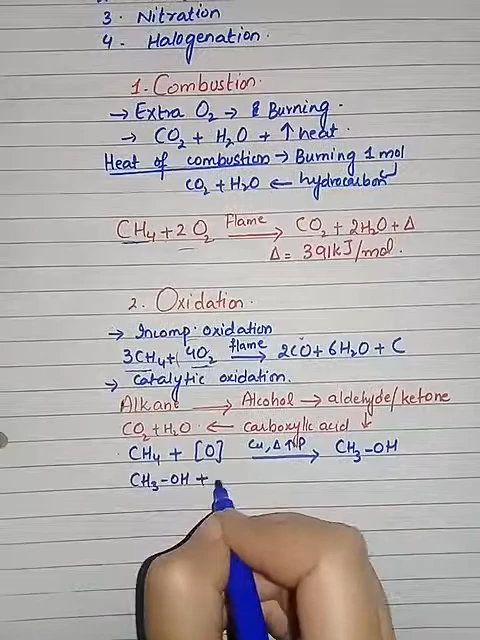 3. Nitration
4. Halogenation.
1. Combustion.
→ Extra O₂ → Burning.
→ CO₂ + H₂O + ↑ heat.
Heat of combustion → Burning 1 mol
CO₂ + H₂O ← hydrocarbon
CH₄ + 2 O₂ Flame → CO₂ + 2H₂O + Δ
Δ = 391kJ/mol.
2. Oxidation.
→ Incomp. oxidation
3CH₄ + 4O₂ flame → 2CO + 6H₂O + C
→ Catalytic oxidation.
Alkane → Alcohol → aldehyde/ketone
CO₂ + H₂O ← carboxylic acid ↓
CH₄ + [O] Cu, Δ ↑P → CH₃-OH
CH₃-OH +